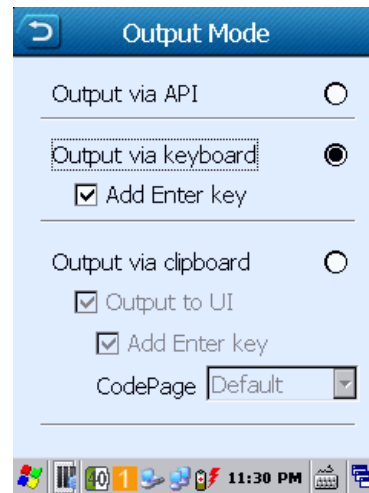 Output Mode
Output via API
Output via keyboard
Add Enter key
Output via clipboard
Output to UI
Add Enter key
CodePage Default
40 1 11:30 PM